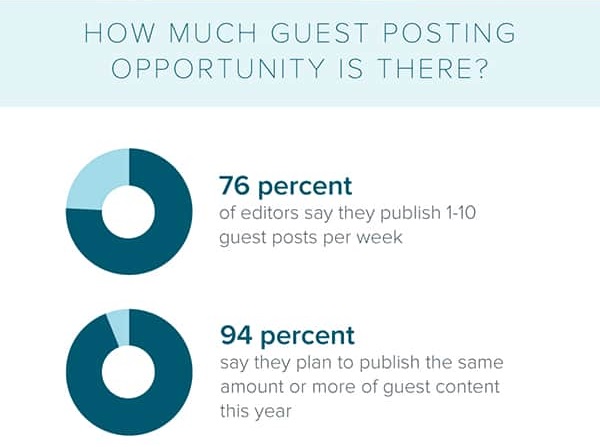 HOW MUCH GUEST POSTING
OPPORTUNITY IS THERE?
76 percent
of editors say they publish 1-10
guest posts per week
94 percent
say they plan to publish the same
amount or more of guest content
this year